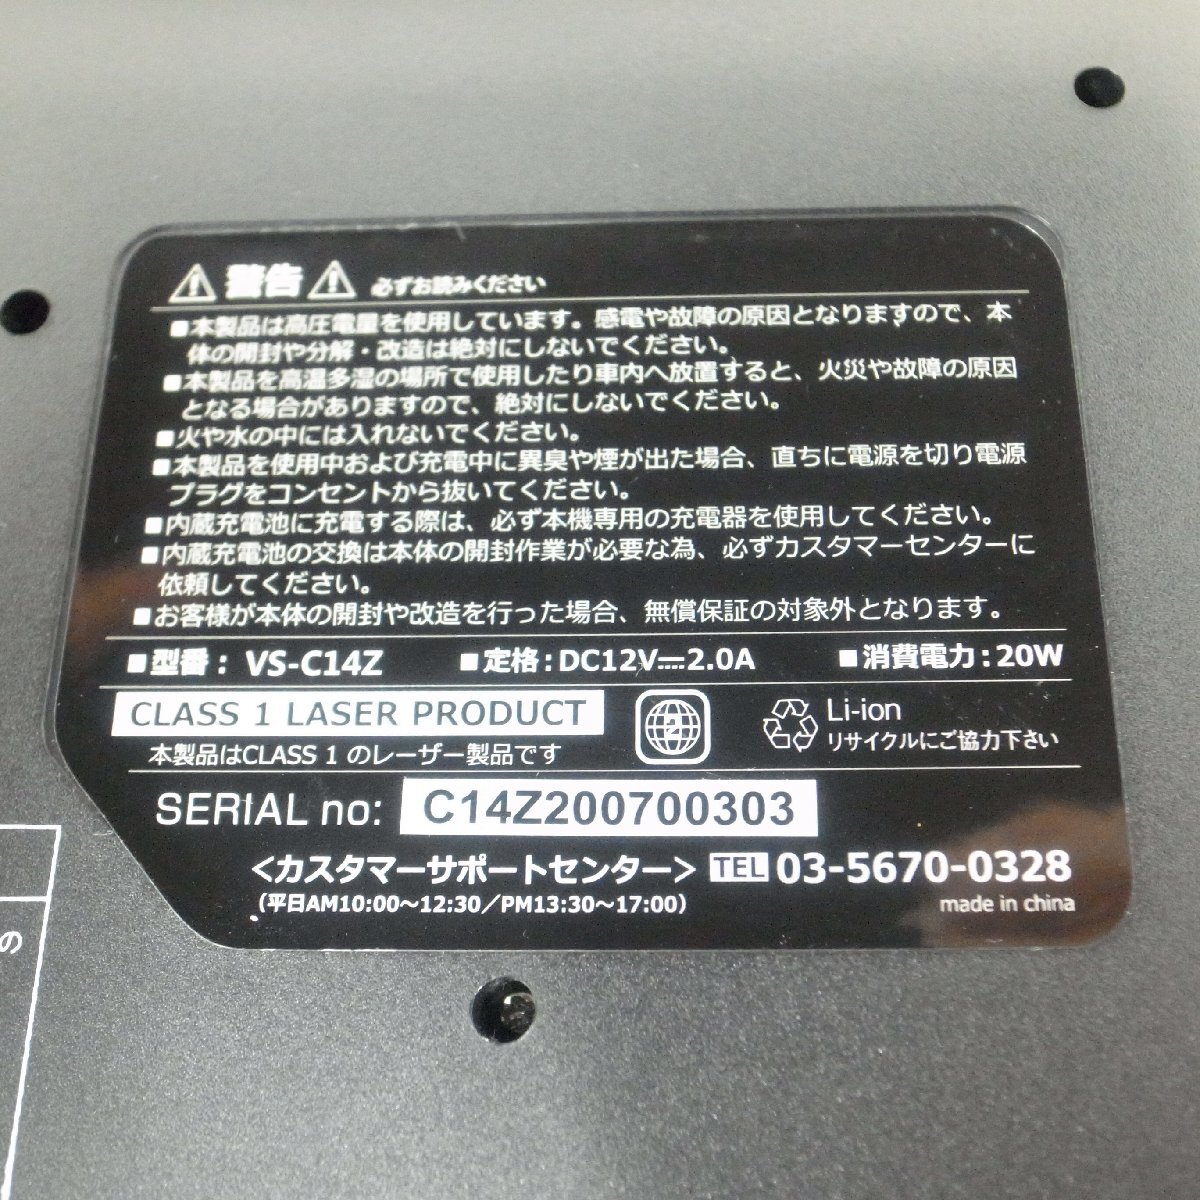 警告 必ずお読みください
■本製品は高圧電量を使用しています。感電や故障の原因となりますので、本
体の開封や分解・改造は絶対にしないでください。
■本製品を高温多湿の場所で使用したり車内へ放置すると、火災や故障の原因
となる場合がありますので、絶対にしないでください。
■火や水の中には入れないでください。
■本製品を使用中および充電中に異臭や煙が出た場合、直ちに電源を切り電源
プラグをコンセントから抜いてください。
■内蔵充電池に充電する際は、必ず本機専用の充電器を使用してください。
■内蔵充電池の交換は本体の開封作業が必要な為、必ずカスタマーセンターに
依頼してください。
■お客様が本体の開封や改造を行った場合、無償保証の対象外となります。
■型番：VS-C14Z ■定格：DC12V⎓2.0A ■消費電力：20W
CLASS 1 LASER PRODUCT
本製品はCLASS 1 のレーザー製品です
2
Li-ion
リサイクルにご協力下さい
SERIAL no: C14Z200700303
＜カスタマーサポートセンター＞ TEL 03-5670-0328
（平日AM10:00～12:30／PM13:30～17:00）
made in china
の